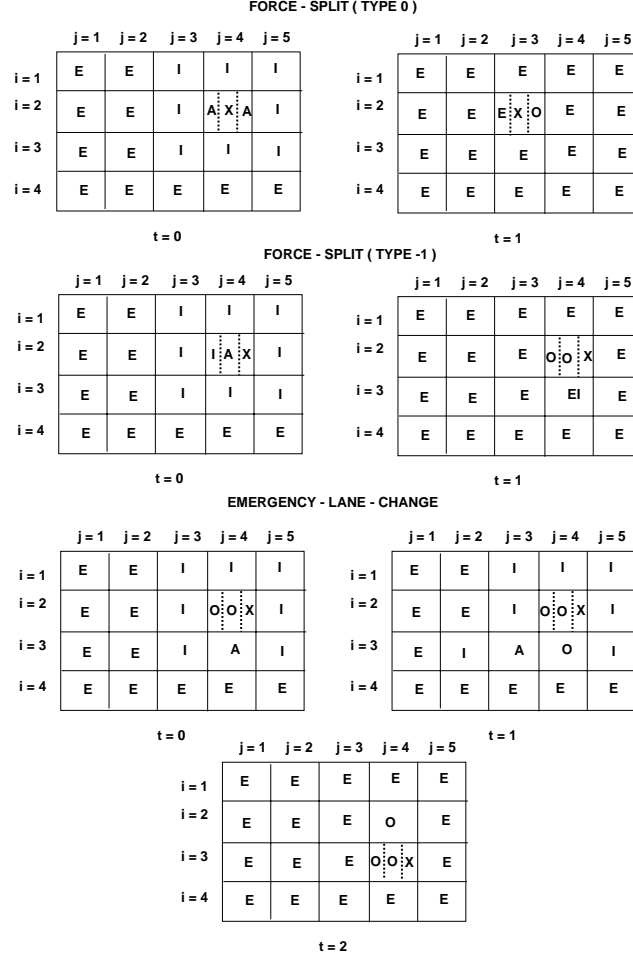 FORCE - SPLIT ( TYPE 0 )
j = 1 j = 2 j = 3 j = 4 j = 5
i = 1 E E I I I
i = 2 E E I A X A I
i = 3 E E I I I
i = 4 E E E E E
t = 0
j = 1 j = 2 j = 3 j = 4 j = 5
i = 1 E E E E E
i = 2 E E E X O E E
i = 3 E E E E E
i = 4 E E E E E
t = 1
FORCE - SPLIT ( TYPE -1 )
j = 1 j = 2 j = 3 j = 4 j = 5
i = 1 E E I I I
i = 2 E E I I A X I
i = 3 E E I I I
i = 4 E E E E E
t = 0
j = 1 j = 2 j = 3 j = 4 j = 5
i = 1 E E E E E
i = 2 E E E O O X E
i = 3 E E E EI E
i = 4 E E E E E
t = 1
EMERGENCY - LANE - CHANGE
j = 1 j = 2 j = 3 j = 4 j = 5
i = 1 E E I I I
i = 2 E E I O O X I
i = 3 E E I A I
i = 4 E E E E E
t = 0
j = 1 j = 2 j = 3 j = 4 j = 5
i = 1 E E I I I
i = 2 E E I O O X I
i = 3 E I A O I
i = 4 E E E E E
t = 1
j = 1 j = 2 j = 3 j = 4 j = 5
i = 1 E E E E E
i = 2 E E E O E
i = 3 E E E O O X E
i = 4 E E E E E
t = 2